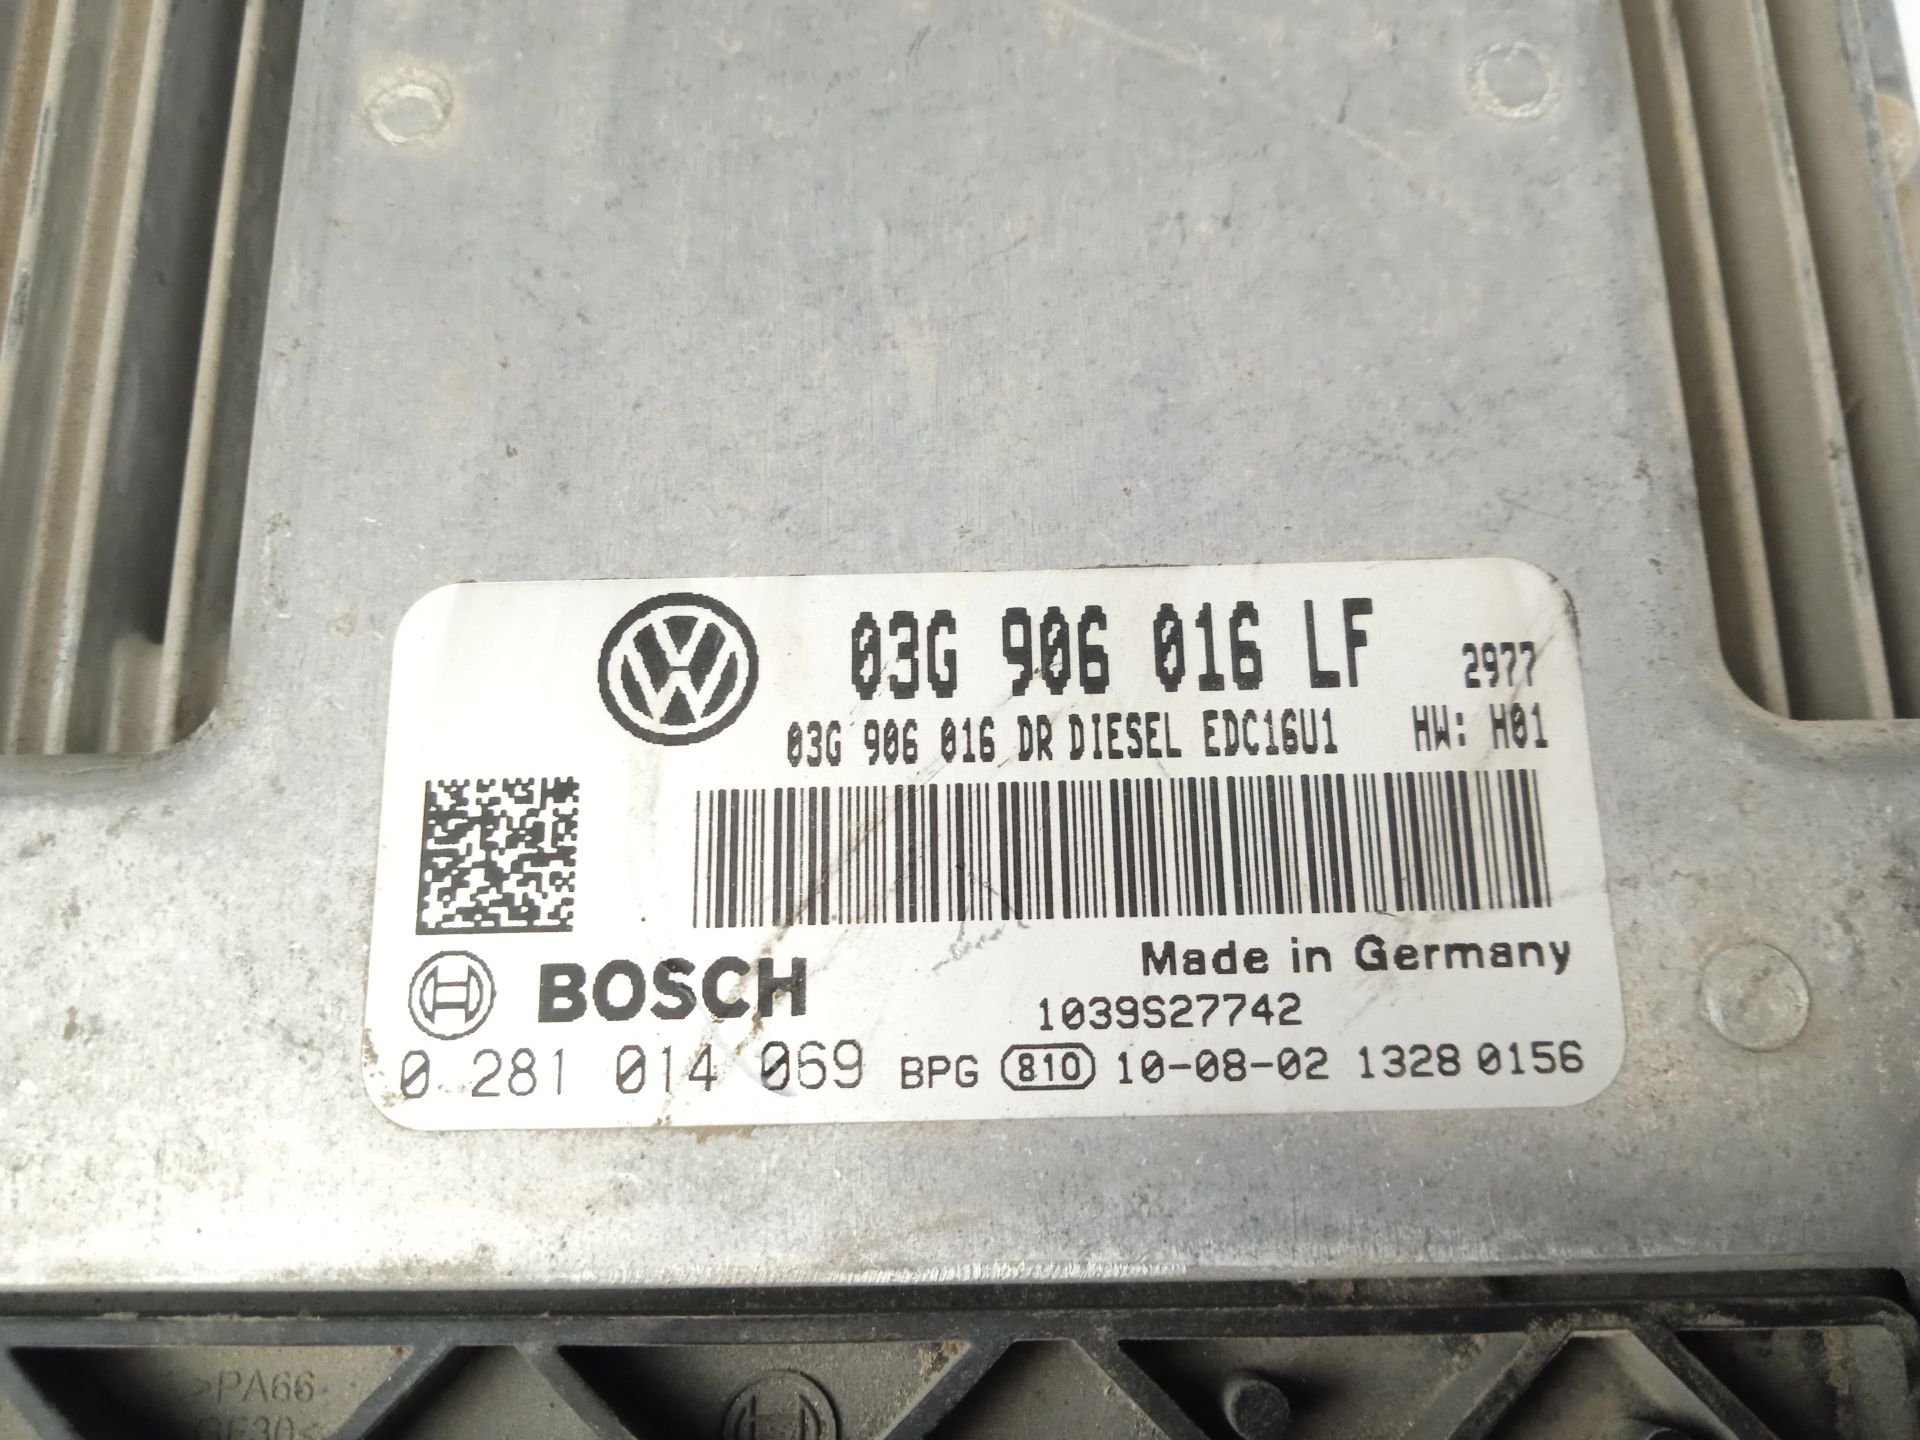 03G 906 016 LF 2977
03G 906 016 DR DIESEL EDC16U1 HW: H01
BOSCH
Made in Germany
1039S27742
0 281 014 069 BPG 810 10-08-02 1328 0156
>PA66
GF30<